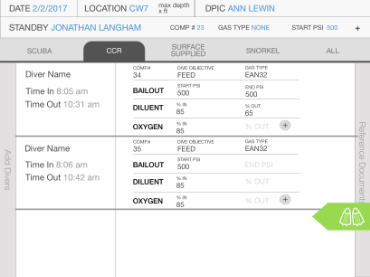 DATE 2/2/2017 LOCATION CW7 max depth x ft DPIC ANN LEWIN
STANDBY JONATHAN LANGHAM COMP # 23 GAS TYPE NONE START PSI 500 +
SCUBA CCR SURFACE SUPPLIED SNORKEL ALL
Diver Name
Time In 8:05 am
Time Out 10:31 am
COMP# 34 DIVE OBJECTIVE FEED GAS TYPE EAN32
BAILOUT START PSI 500 END PSI 500
DILUENT % IN 85 % OUT 65
OXYGEN % IN 85 % OUT +
Diver Name
Time In 8:06 am
Time Out 10:42 am
COMP# 35 DIVE OBJECTIVE FEED GAS TYPE EAN32
BAILOUT START PSI 500 END PSI
DILUENT % IN 85 % OUT
OXYGEN % IN 85 % OUT +
Add Divers
Reference Documents